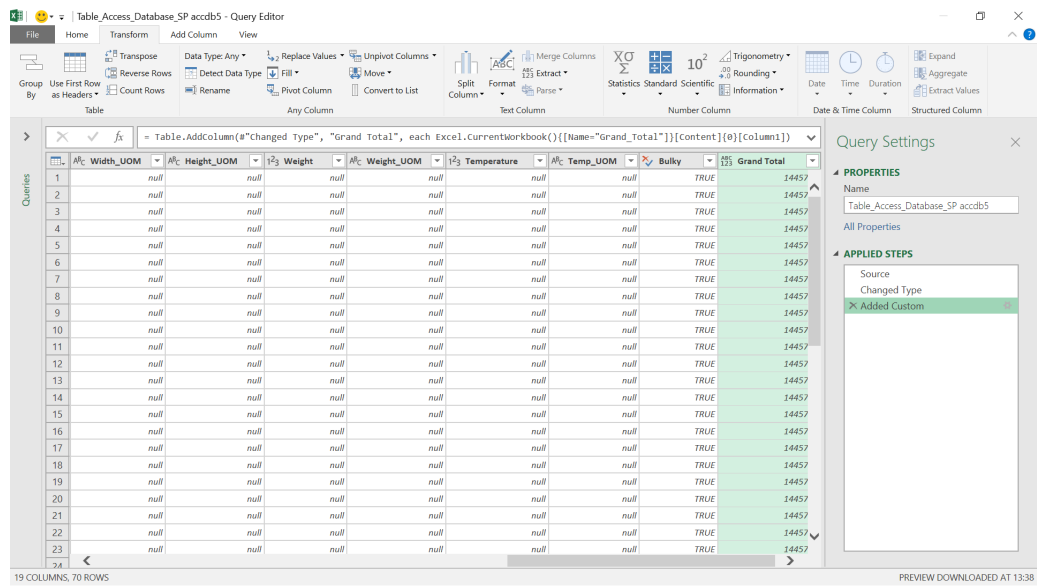 Table_Access_Database_SP accdb5 - Query Editor
File Home Transform Add Column View
Group By
Use First Row as Headers
Transpose
Reverse Rows
Count Rows
Table
Data Type: Any
Detect Data Type
Rename
Replace Values
Fill
Pivot Column
Unpivot Columns
Move
Convert to List
Any Column
Split Column
Format
Merge Columns
Extract
Parse
Text Column
Statistics
Standard
Scientific
Trigonometry
Rounding
Information
Number Column
Date
Time
Duration
Date & Time Column
Expand
Aggregate
Extract Values
Structured Column
Queries
fx = Table.AddColumn(#"Changed Type", "Grand Total", each Excel.CurrentWorkbook(){[Name="Grand_Total"]}[Content]{0}[Column1])
Width_UOM Height_UOM Weight Weight_UOM Temperature Temp_UOM Bulky Grand Total
1 null null null null null null TRUE 14457
2 null null null null null null TRUE 14457
3 null null null null null null TRUE 14457
4 null null null null null null TRUE 14457
5 null null null null null null TRUE 14457
6 null null null null null null TRUE 14457
7 null null null null null null TRUE 14457
8 null null null null null null TRUE 14457
9 null null null null null null TRUE 14457
10 null null null null null null TRUE 14457
11 null null null null null null TRUE 14457
12 null null null null null null TRUE 14457
13 null null null null null null TRUE 14457
14 null null null null null null TRUE 14457
15 null null null null null null TRUE 14457
16 null null null null null null TRUE 14457
17 null null null null null null TRUE 14457
18 null null null null null null TRUE 14457
19 null null null null null null TRUE 14457
20 null null null null null null TRUE 14457
21 null null null null null null TRUE 14457
22 null null null null null null TRUE 14457
23 null null null null null null TRUE 14457
24
Query Settings
PROPERTIES
Name
Table_Access_Database_SP accdb5
All Properties
APPLIED STEPS
Source
Changed Type
Added Custom
19 COLUMNS, 70 ROWS
PREVIEW DOWNLOADED AT 13:38